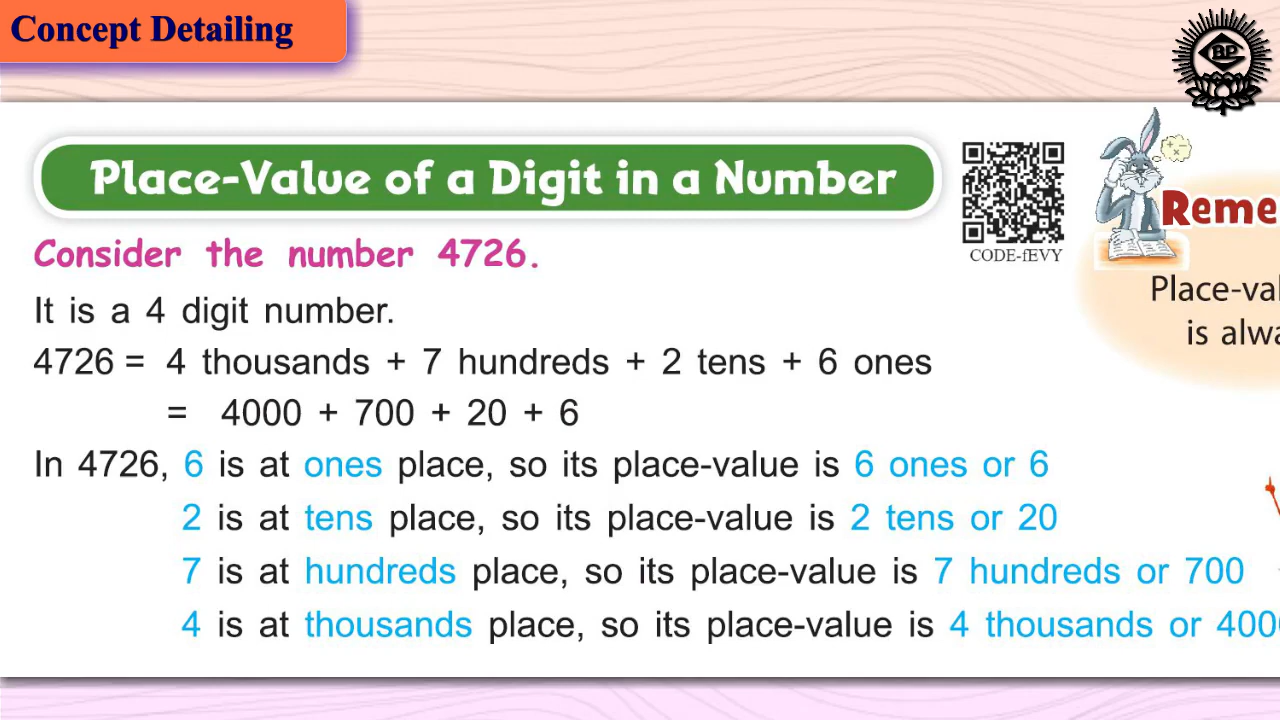 Concept Detailing
BP
Place-Value of a Digit in a Number
CODE-fEVY
Reme
Consider the number 4726.
Place-val
is alwa
It is a 4 digit number.
4726 = 4 thousands + 7 hundreds + 2 tens + 6 ones
= 4000 + 700 + 20 + 6
In 4726, 6 is at ones place, so its place-value is 6 ones or 6
2 is at tens place, so its place-value is 2 tens or 20
7 is at hundreds place, so its place-value is 7 hundreds or 700
4 is at thousands place, so its place-value is 4 thousands or 400